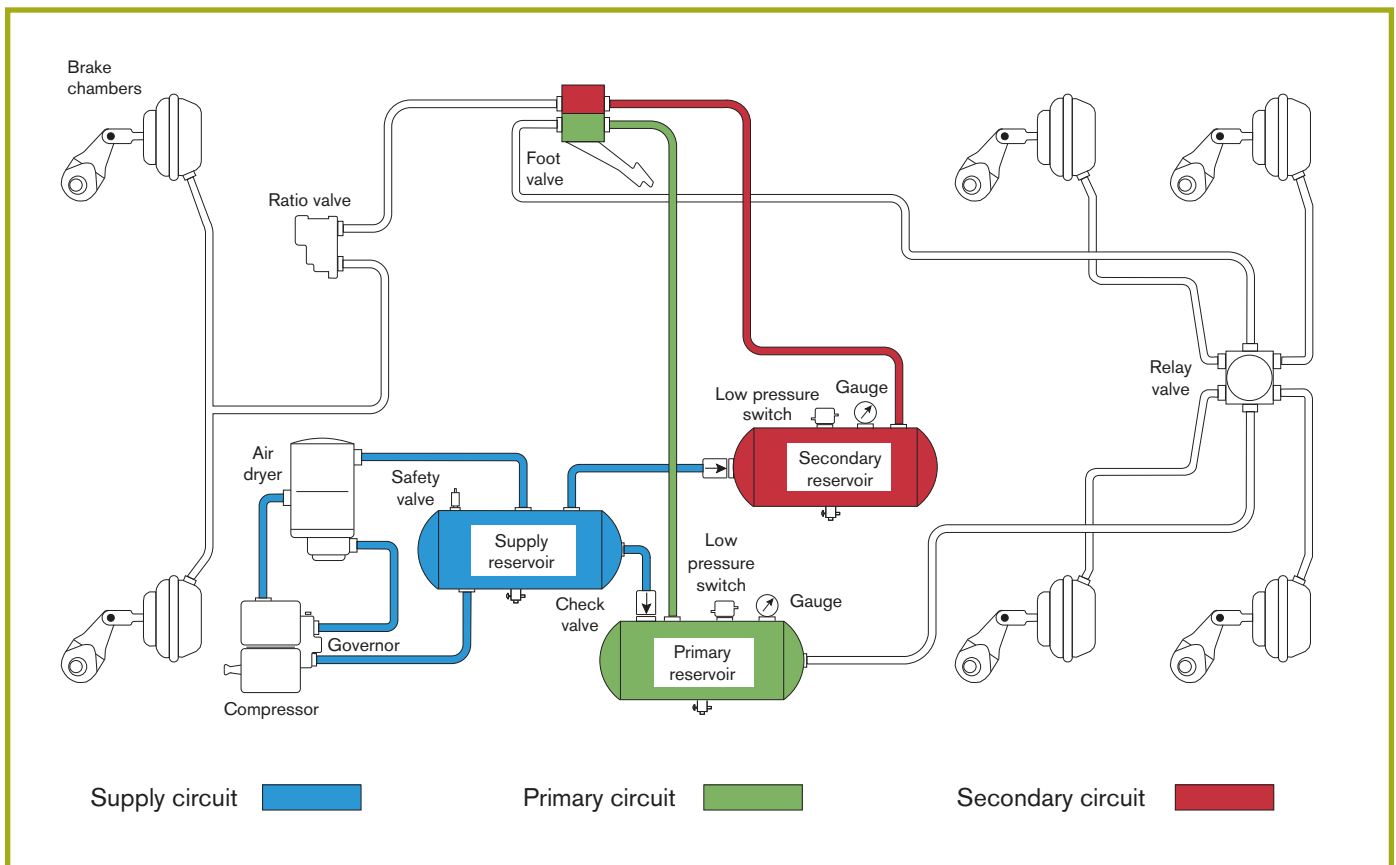 Brake
chambers
Foot
valve
Ratio valve
Relay
valve
Low pressure
switch
Gauge
Secondary
reservoir
Air
dryer
Safety
valve
Supply
reservoir
Low
pressure
switch
Gauge
Check
valve
Governor
Primary
reservoir
Compressor
Supply circuit
Primary circuit
Secondary circuit